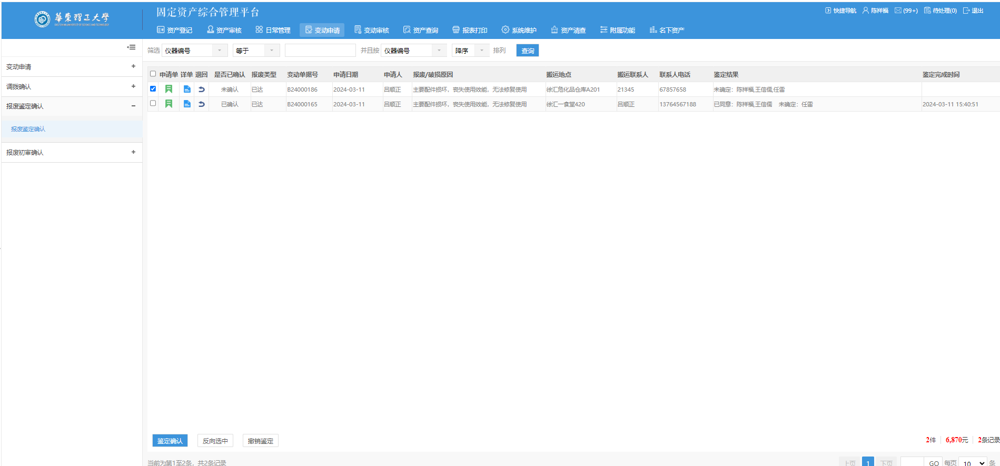 華東理工大學
EAST CHINA UNIVERSITY OF SCIENCE AND TECHNOLOGY
固定资产综合管理平台
快捷导航 陈祥福 (99+) 待处理(0) 退出
资产登记 资产审核 日常管理 变动申请 变动审核 资产查询 报表打印 系统维护 资产清查 附属功能 名下资产
筛选 仪器编号 等于 并且按 仪器编号 降序 排列 查询
变动申请 +
调拨确认 +
报废鉴定确认 −
报废鉴定确认
报废初审确认 +
申请单 详单 退回 是否已确认 报废类型 变动单据号 申请日期 申请人 报废/破损原因 搬运地点 搬运联系人 联系人电话 鉴定结果 鉴定完成时间
未确认 已达 B24000186 2024-03-11 吕顺正 主要配件损坏，丧失使用效能，无法修复使用 徐汇危化品仓库A201 21345 67857658 未确定：陈祥福,王信儒,任雷
已确认 已达 B24000165 2024-03-11 吕顺正 主要配件损坏，丧失使用效能，无法修复使用 徐汇一食堂420 吕顺正 13764567188 已同意：陈祥福,王信儒 未确定：任雷 2024-03-11 15:40:51
鉴定确认 反向选中 撤销鉴定
2件 6,870元 2条记录
当前为第1至2条，共2条记录
上页 1 下页 GO 每页 10 条